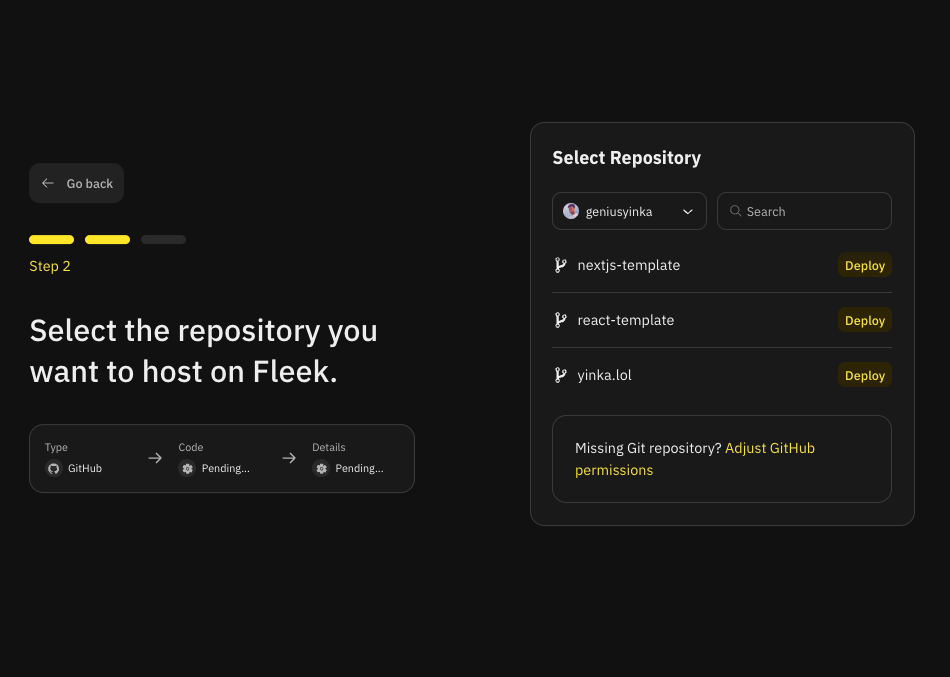 Go back
Step 2
Select the repository you
want to host on Fleek.
Type
GitHub
Code
Pending...
Details
Pending...
Select Repository
geniusyinka
Search
nextjs-template
Deploy
react-template
Deploy
yinka.lol
Deploy
Missing Git repository? Adjust GitHub
permissions